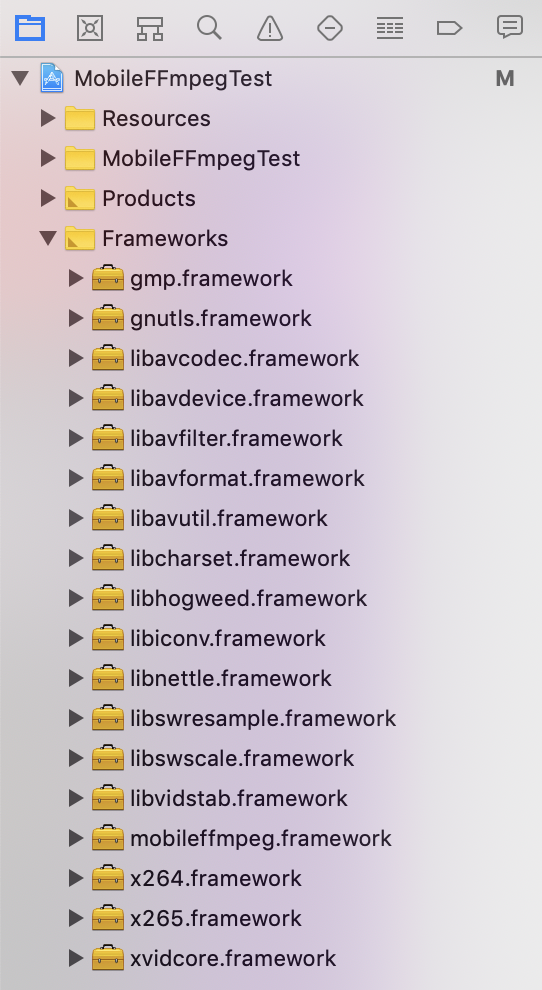 MobileFFmpegTest M
Resources
MobileFFmpegTest
Products
Frameworks
gmp.framework
gnutls.framework
libavcodec.framework
libavdevice.framework
libavfilter.framework
libavformat.framework
libavutil.framework
libcharset.framework
libhogweed.framework
libiconv.framework
libnettle.framework
libswresample.framework
libswscale.framework
libvidstab.framework
mobileffmpeg.framework
x264.framework
x265.framework
xvidcore.framework